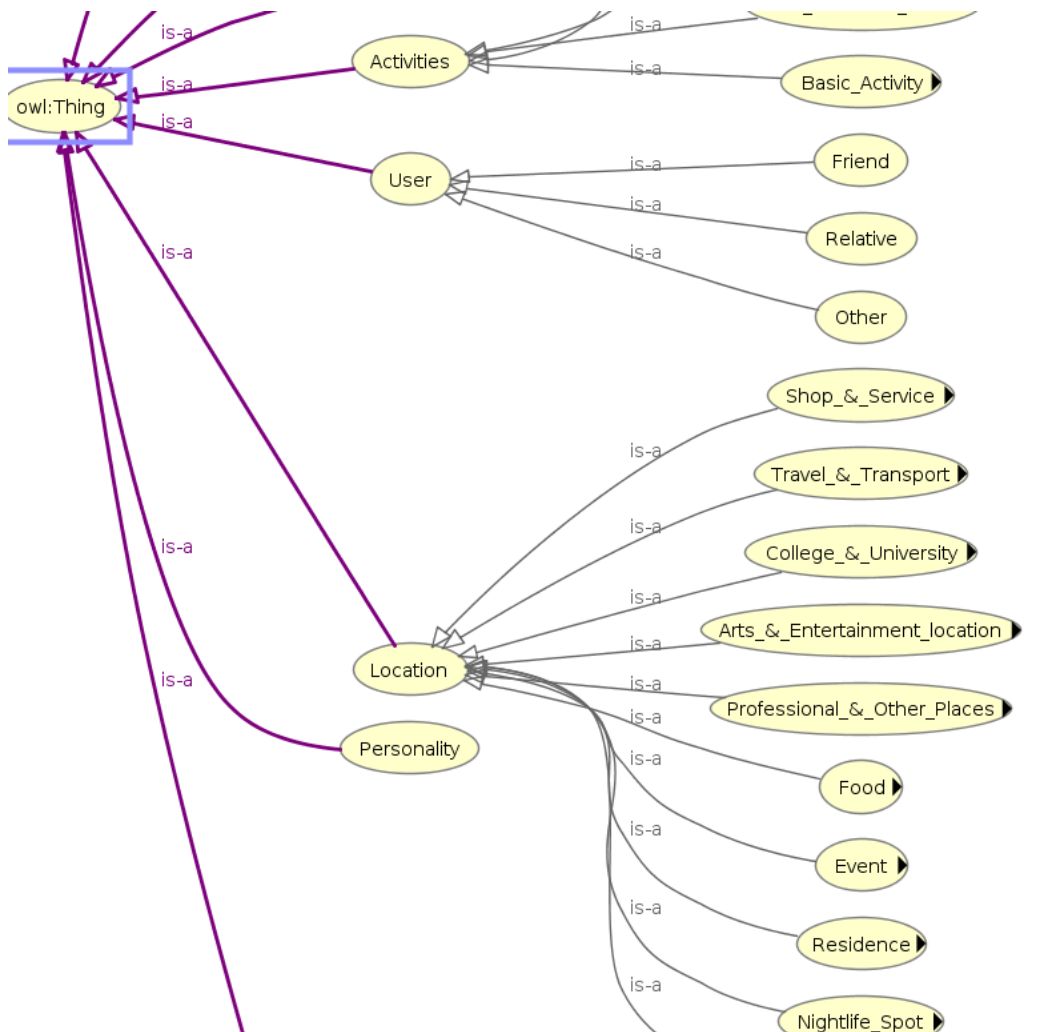 is-a
is-a
Activities
is-a
is-a
Basic_Activity
owl:Thing
is-a
User
is-a
Friend
is-a
Relative
is-a
is-a
Other
Shop_&_Service
is-a
Travel_&_Transport
is-a
College_&_University
is-a
is-a
Arts_&_Entertainment_location
is-a
Location
is-a
is-a
Professional_&_Other_Places
is-a
Personality
is-a
Food
is-a
Event
is-a
Residence
is-a
Nightlife_Spot